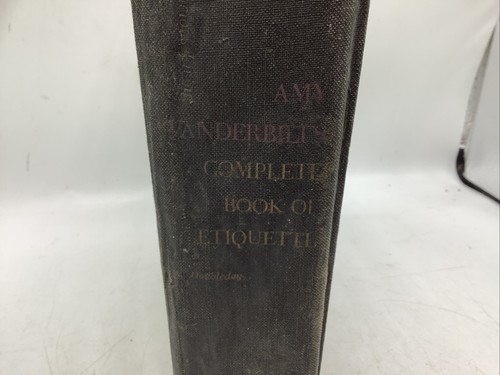 AMY
VANDERBILT'S
COMPLETE
BOOK OF
ETIQUETTE
Doubleday